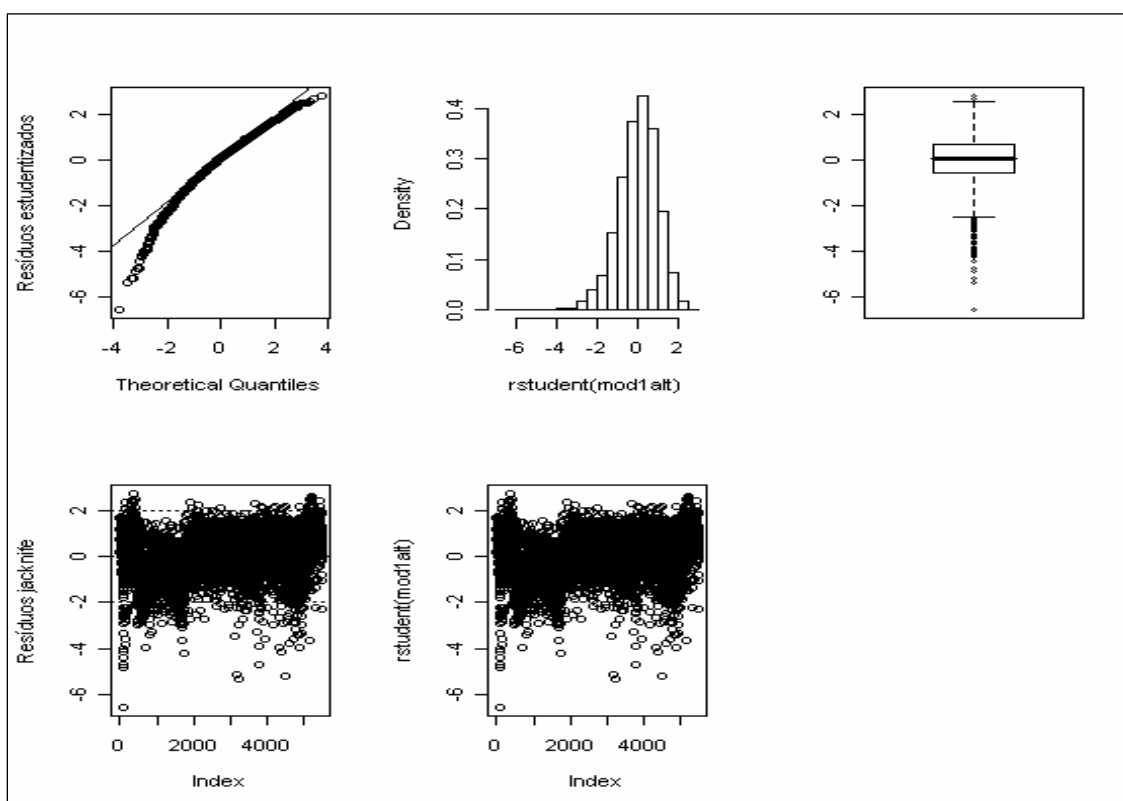 Resíduos estudentizados
2
0
-2
-4
-6
-4 -2 0 2 4
Theoretical Quantiles
Density
0.4
0.3
0.2
0.1
0.0
-6 -4 -2 0 2
rstudent(mod1alt)
2
0
-2
-4
-6
Resíduos jacknife
2
0
-2
-4
-6
0 2000 4000
Index
rstudent(mod1alt)
2
0
-2
-4
-6
0 2000 4000
Index